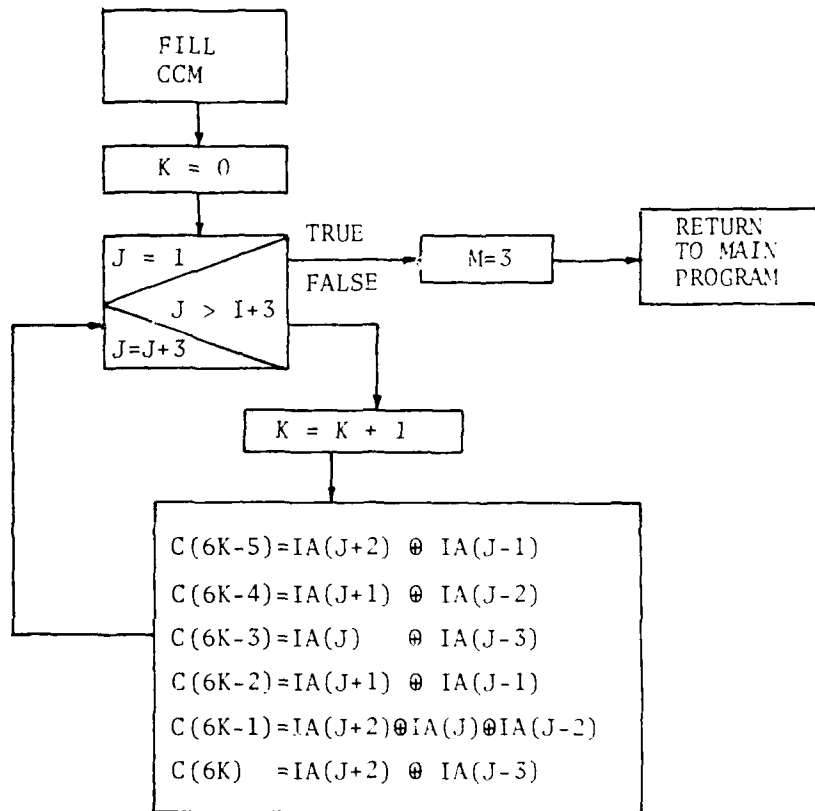 FILL
CCM
K = 0
J = 1
J > I+3
J=J+3
TRUE
FALSE
M=3
RETURN
TO MAIN
PROGRAM
K = K + 1
C(6K-5)=IA(J+2) ⊕ IA(J-1)
C(6K-4)=IA(J+1) ⊕ IA(J-2)
C(6K-3)=IA(J) ⊕ IA(J-3)
C(6K-2)=IA(J+1) ⊕ IA(J-1)
C(6K-1)=IA(J+2)⊕IA(J)⊕IA(J-2)
C(6K) =IA(J+2) ⊕ IA(J-3)